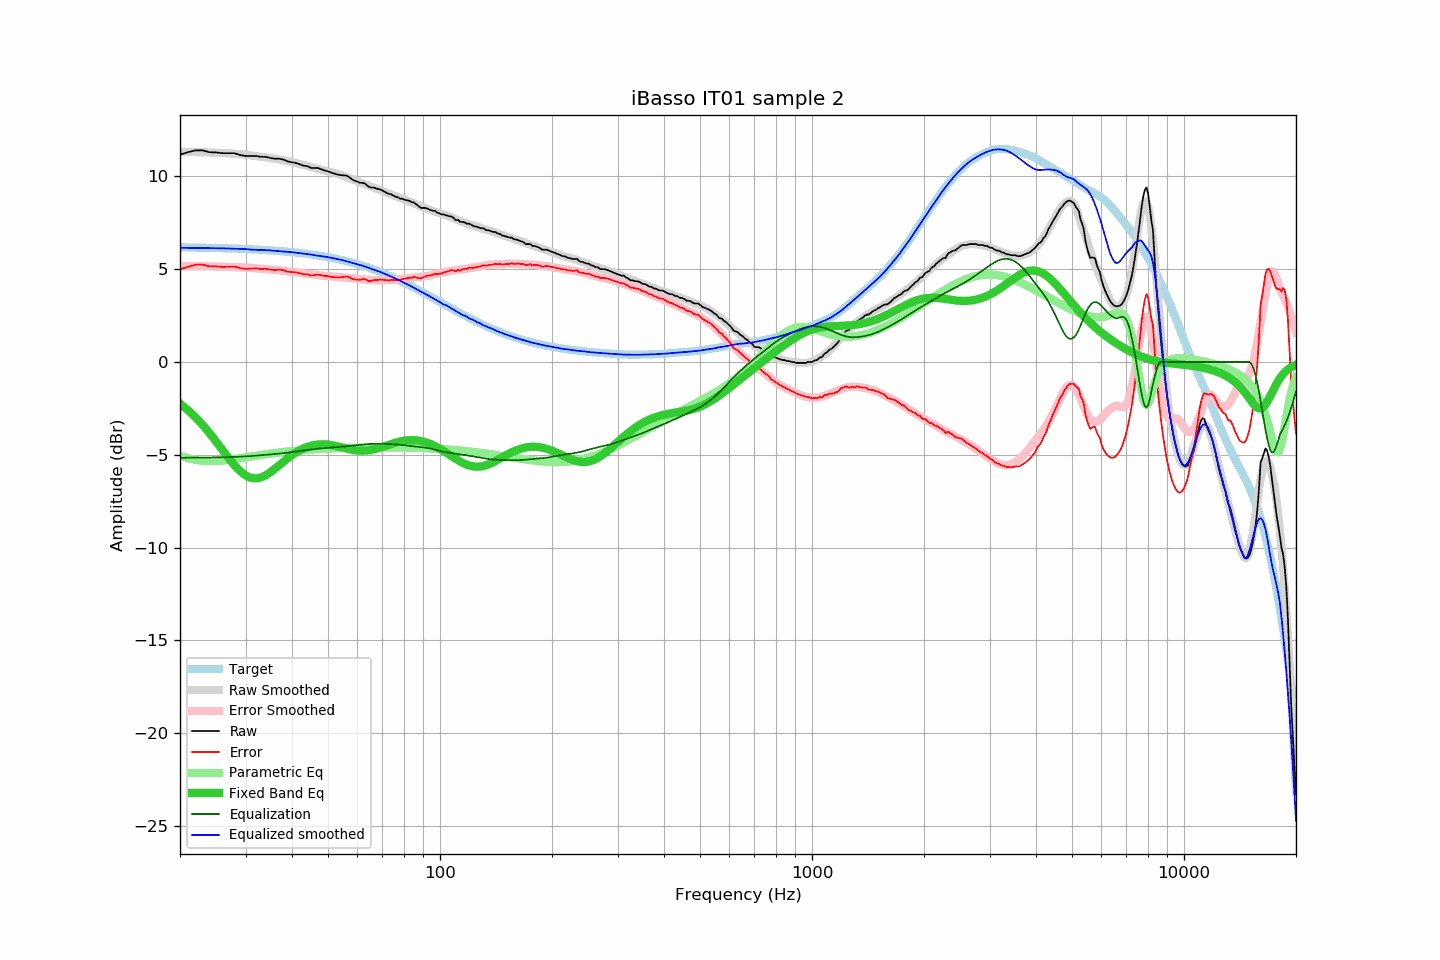 iBasso IT01 sample 2
Amplitude (dBr)
10
5
0
−5
−10
−15
−20
−25
Target
Raw Smoothed
Error Smoothed
Raw
Error
Parametric Eq
Fixed Band Eq
Equalization
Equalized smoothed
100
1000
10000
Frequency (Hz)